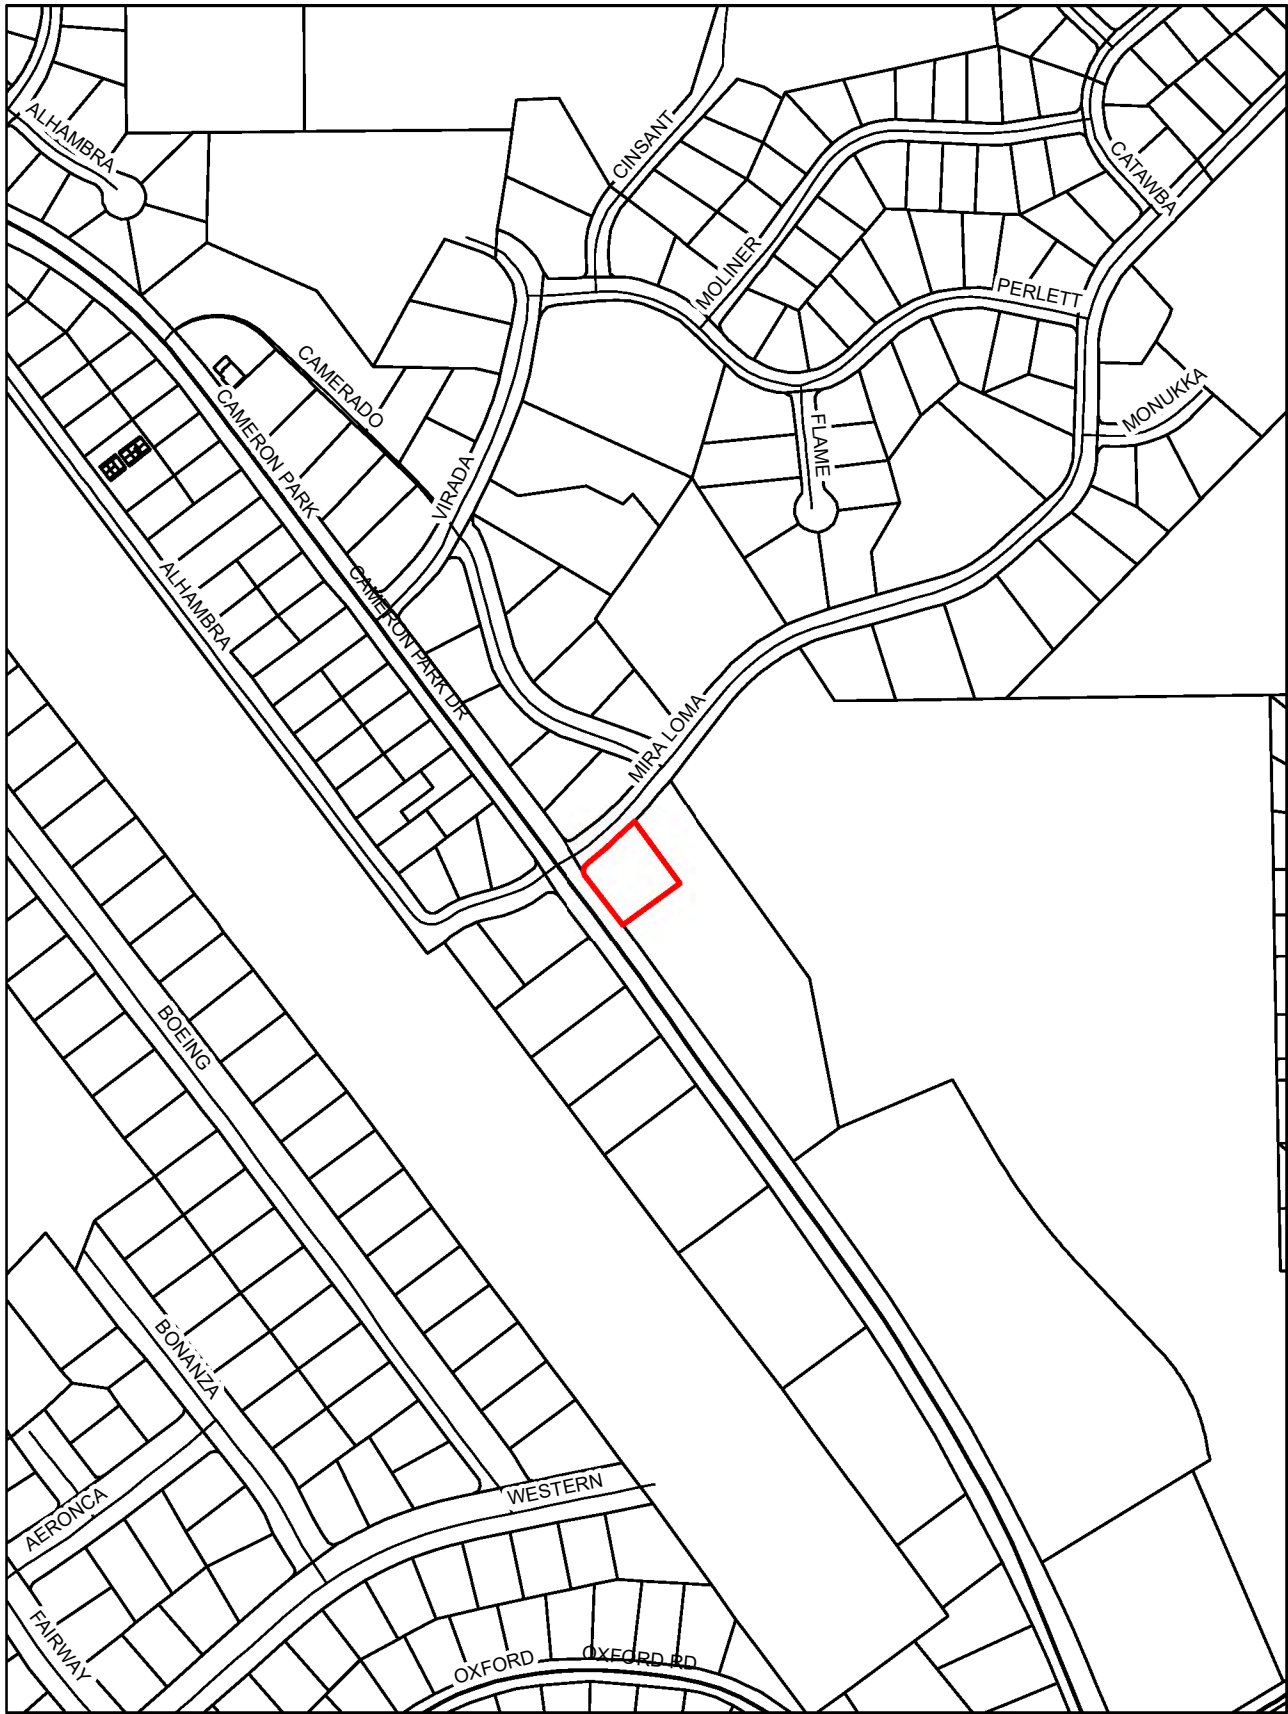 ALHAMBRA
CINSANT
CATAWBA
MOLINER
PERLETT
CAMERADO
MONUKKA
CAMERON PARK
FLAME
VIRADA
ALHAMBRA
CAMERON PARK DR
MIRA LOMA
BOEING
BONANZA
WESTERN
AERONCA
FAIRWAY
OXFORD
OXFORD RD